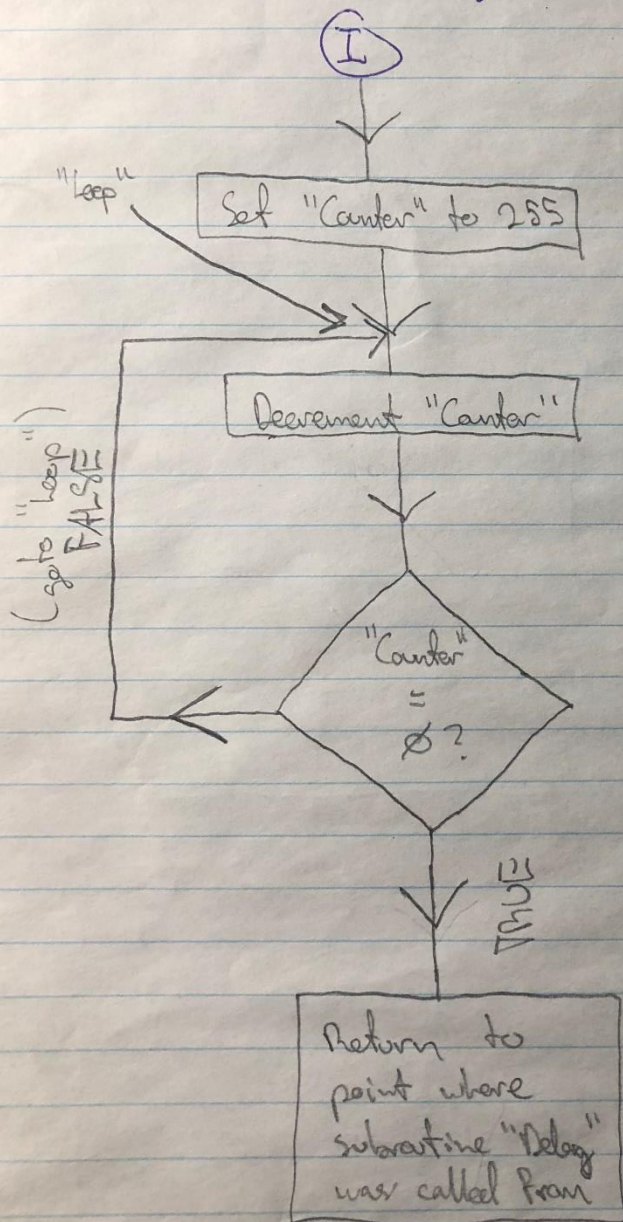 I
"Loop"
Set "Counter" to 255
Decrement "Counter"
(goto "Loop")
FALSE
"Counter"
=
Ø?
TRUE
Return to
point where
subroutine "Delay"
was called from